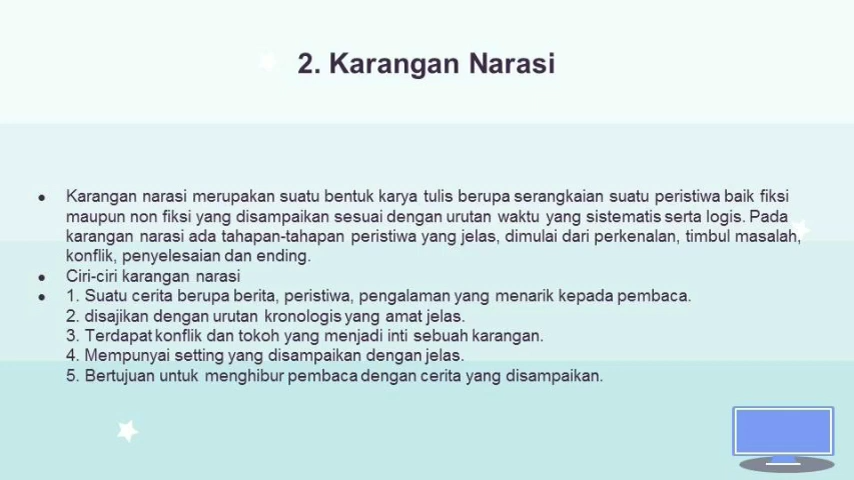 2. Karangan Narasi
● Karangan narasi merupakan suatu bentuk karya tulis berupa serangkaian suatu peristiwa baik fiksi
maupun non fiksi yang disampaikan sesuai dengan urutan waktu yang sistematis serta logis. Pada
karangan narasi ada tahapan-tahapan peristiwa yang jelas, dimulai dari perkenalan, timbul masalah,
konflik, penyelesaian dan ending.
● Ciri-ciri karangan narasi
● 1. Suatu cerita berupa berita, peristiwa, pengalaman yang menarik kepada pembaca.
2. disajikan dengan urutan kronologis yang amat jelas.
3. Terdapat konflik dan tokoh yang menjadi inti sebuah karangan.
4. Mempunyai setting yang disampaikan dengan jelas.
5. Bertujuan untuk menghibur pembaca dengan cerita yang disampaikan.